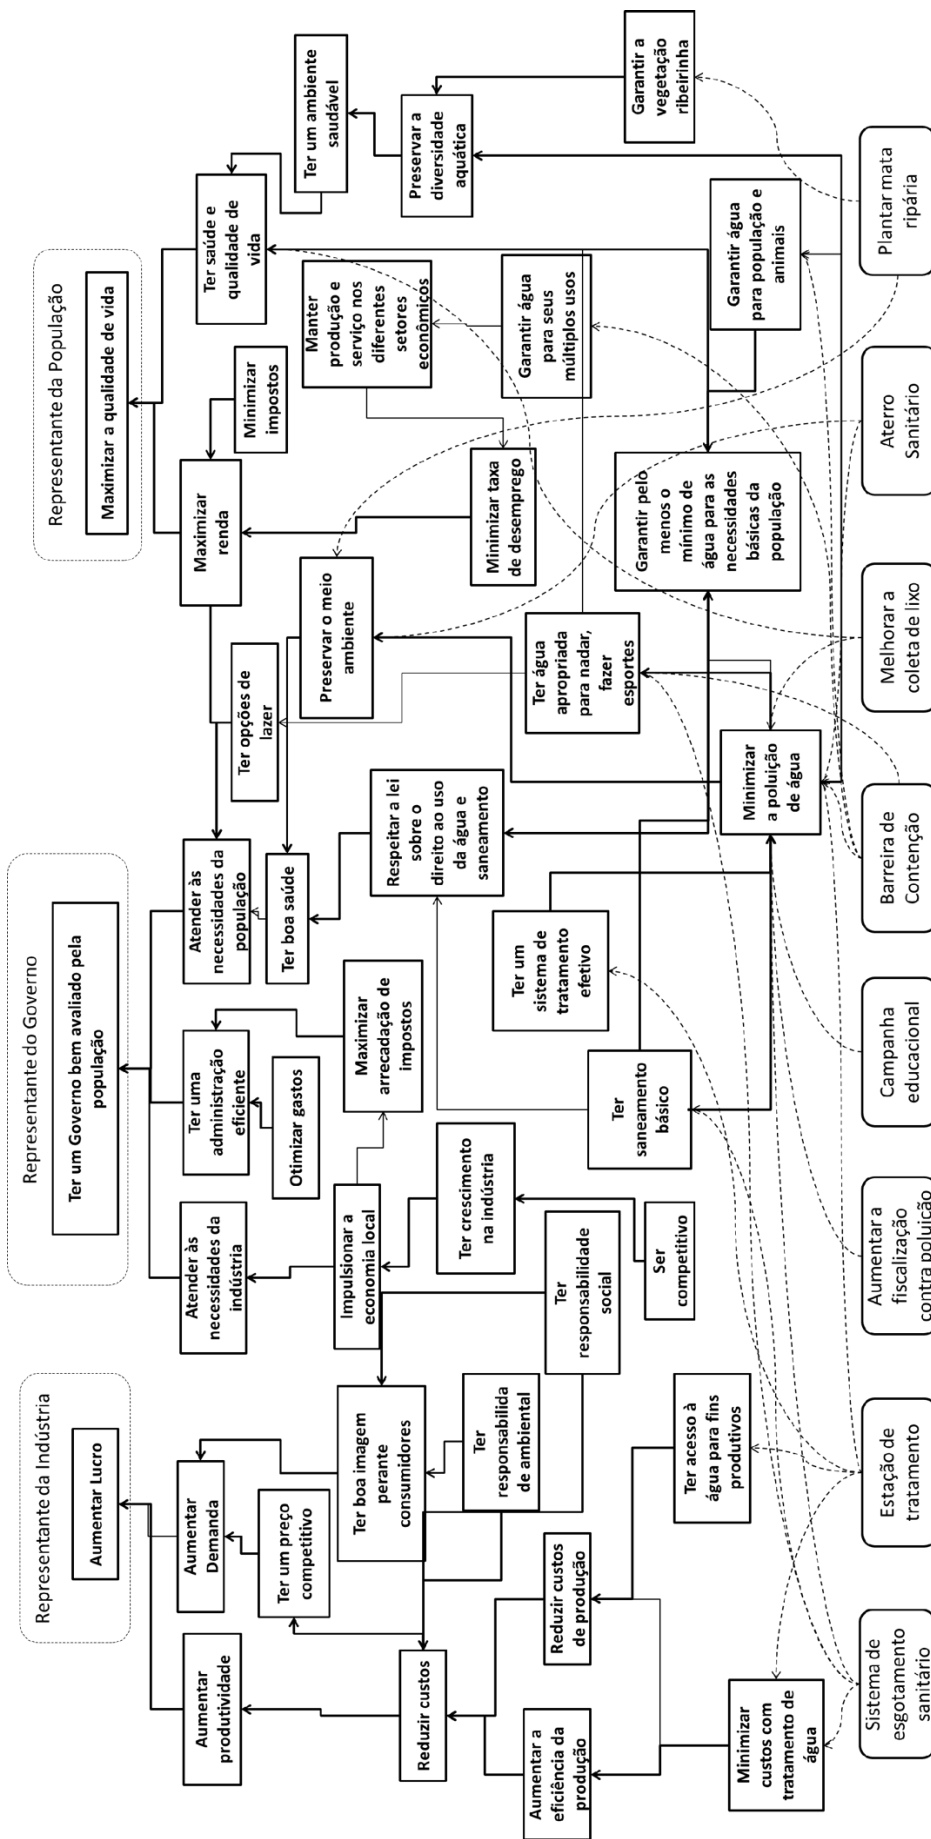 Representante da Indústria
Aumentar Lucro
Representante do Governo
Ter um Governo bem avaliado pela
população
Representante da População
Maximizar a qualidade de vida
Aumentar
produtividade
Aumentar
Demanda
Atender às
necessidades da
indústria
Ter uma
administração
eficiente
Atender às
necessidades da
população
Maximizar
renda
Ter saúde e
qualidade de
vida
Ter um preço
competitivo
Otimizar gastos
Ter boa saúde
Ter opções de
lazer
Minimizar
impostos
Ter um ambiente
saudável
Reduzir custos
Ter boa imagem
perante
consumidores
Impulsionar a
economia local
Maximizar
arrecadação de
impostos
Respeitar a lei
sobre o
direito ao uso
da água e
saneamento
Preservar o meio
ambiente
Manter
produção e
serviço nos
diferentes
setores
econômicos
Preservar a
diversidade
aquática
Aumentar a
eficiência da
produção
Reduzir custos
de produção
Ter
responsabilida
de ambiental
Ter
responsabilidade
social
Ter crescimento
na indústria
Ter um
sistema de
tratamento
efetivo
Ter água
apropriada
para nadar,
fazer
esportes
Minimizar taxa
de desemprego
Garantir água
para seus
múltiplos usos
Garantir a
vegetação
ribeirinha
Minimizar
custos com
tratamento de
água
Ter acesso à
água para fins
produtivos
Ser
competitivo
Ter
saneamento
básico
Minimizar
a poluição
de água
Garantir pelo
menos o
mínimo de
água para as
necessidades
básicas da
população
Garantir água
para população e
animais
Sistema de
esgotamento
sanitário
Estação de
tratamento
Aumentar a
fiscalização
contra poluição
Campanha
educacional
Barreira de
Contenção
Melhorar a
coleta de lixo
Aterro
Sanitário
Plantar mata
ripária